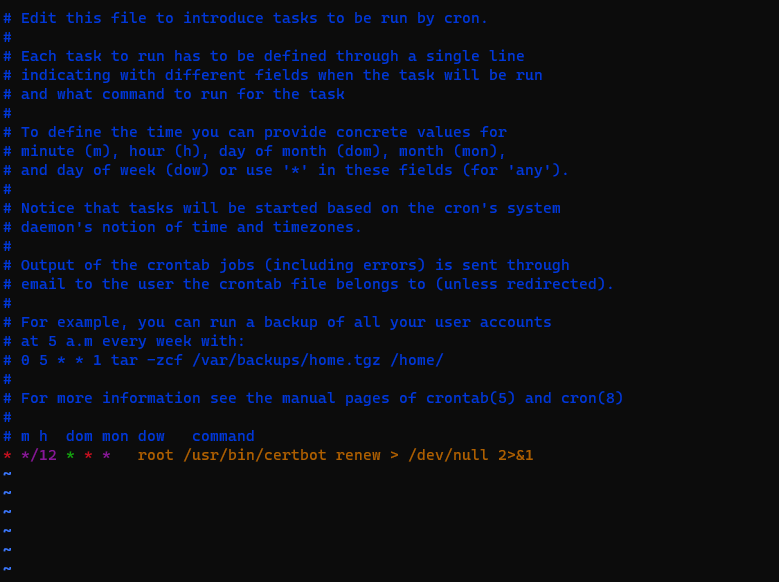 # Edit this file to introduce tasks to be run by cron.
#
# Each task to run has to be defined through a single line
# indicating with different fields when the task will be run
# and what command to run for the task
#
# To define the time you can provide concrete values for
# minute (m), hour (h), day of month (dom), month (mon),
# and day of week (dow) or use '*' in these fields (for 'any').
#
# Notice that tasks will be started based on the cron's system
# daemon's notion of time and timezones.
#
# Output of the crontab jobs (including errors) is sent through
# email to the user the crontab file belongs to (unless redirected).
#
# For example, you can run a backup of all your user accounts
# at 5 a.m every week with:
# 0 5 * * 1 tar -zcf /var/backups/home.tgz /home/
#
# For more information see the manual pages of crontab(5) and cron(8)
#
# m h  dom mon dow   command
* */12 * * *   root /usr/bin/certbot renew > /dev/null 2>&1
~
~
~
~
~
~